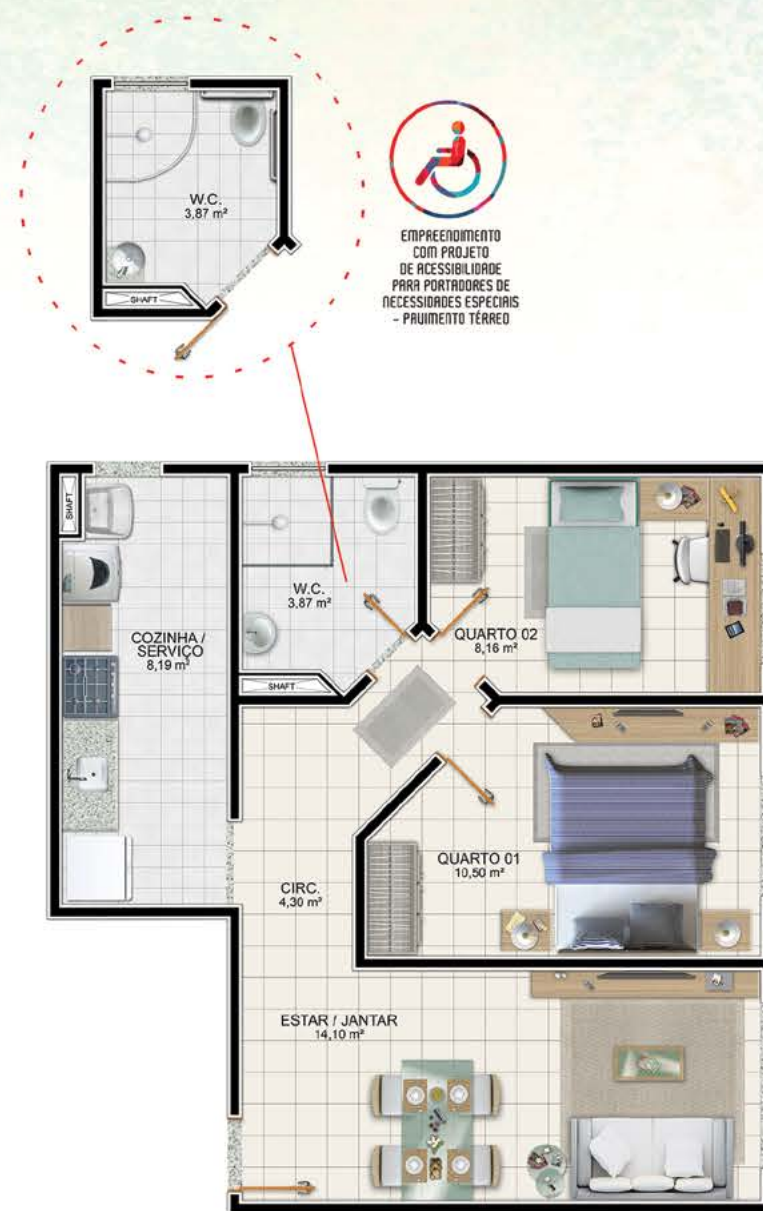 W.C.
3,87 m²
SHAFT
EMPREENDIMENTO
COM PROJETO
DE ACESSIBILIDADE
PARA PORTADORES DE
NECESSIDADES ESPECIAIS
- PAVIMENTO TÉRREO
SHAFT
W.C.
3,87 m²
SHAFT
COZINHA /
SERVIÇO
8,19 m²
QUARTO 02
8,16 m²
QUARTO 01
10,50 m²
CIRC.
4,30 m²
ESTAR / JANTAR
14,10 m²